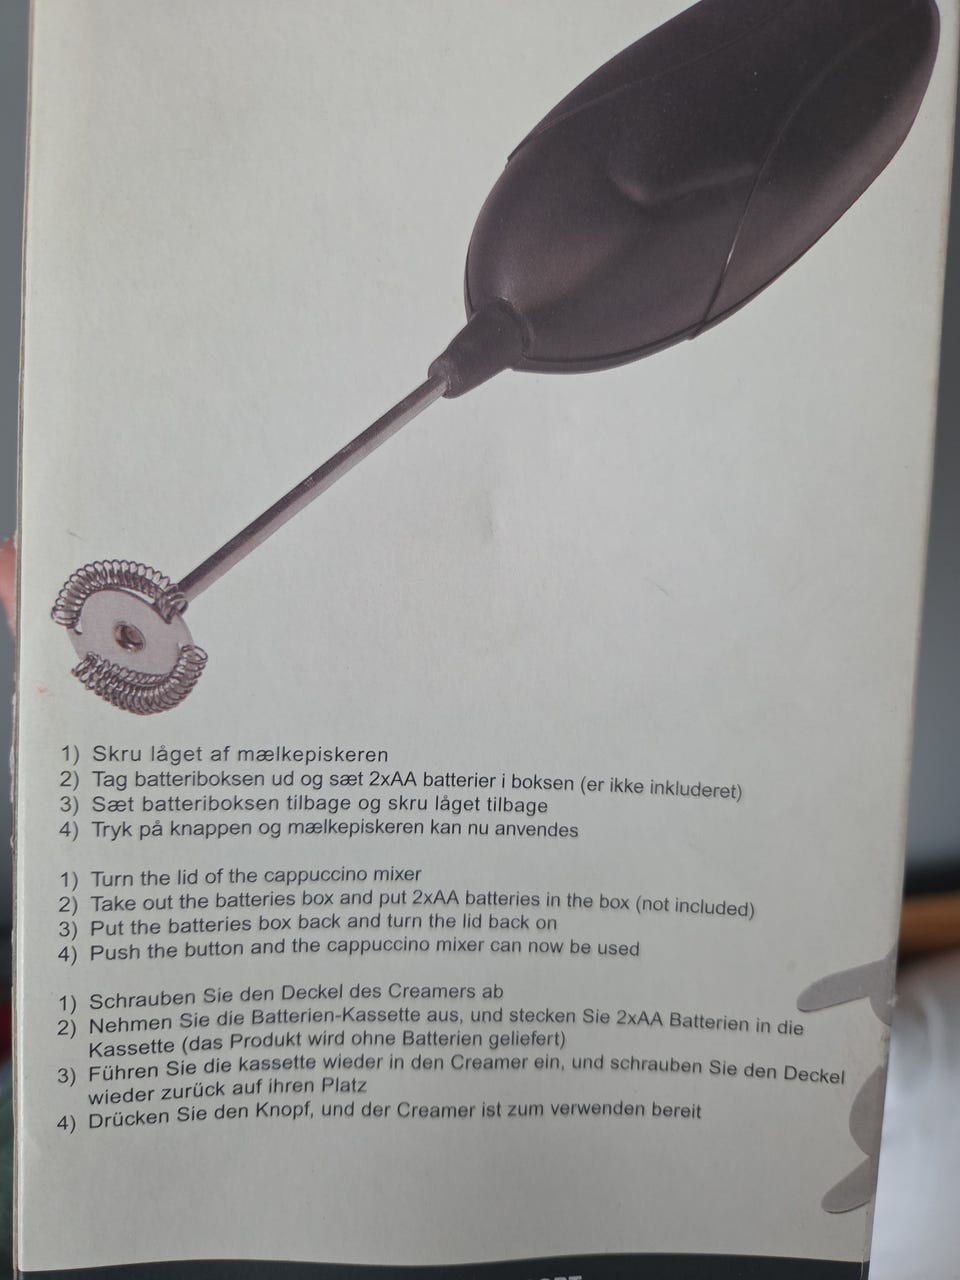 1) Skru låget af mælkepiskeren
2) Tag batteriboksen ud og sæt 2xAA batterier i boksen (er ikke inkluderet)
3) Sæt batteriboksen tilbage og skru låget tilbage
4) Tryk på knappen og mælkepiskeren kan nu anvendes
1) Turn the lid of the cappuccino mixer
2) Take out the batteries box and put 2xAA batteries in the box (not included)
3) Put the batteries box back and turn the lid back on
4) Push the button and the cappuccino mixer can now be used
1) Schrauben Sie den Deckel des Creamers ab
2) Nehmen Sie die Batterien-Kassette aus, und stecken Sie 2xAA Batterien in die
Kassette (das Produkt wird ohne Batterien geliefert)
3) Führen Sie die kassette wieder in den Creamer ein, und schrauben Sie den Deckel
wieder zurück auf ihren Platz
4) Drücken Sie den Knopf, und der Creamer ist zum verwenden bereit